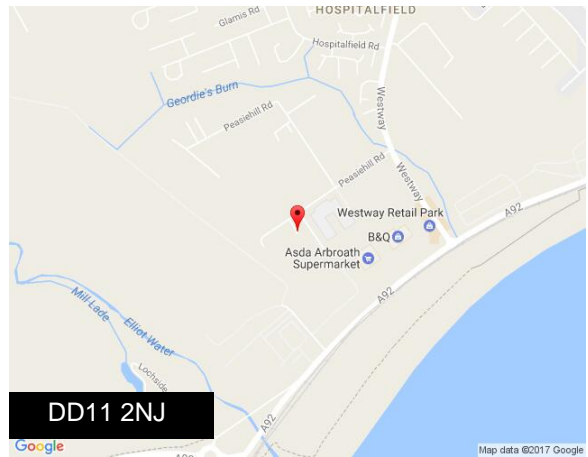 HOSPITALFIELD
Glamis Rd
Hospitalfield Rd
Geordie's Burn
Westway
Peasiehill Rd
Peasiehill Rd
Westway
Westway Retail Park
A92
B&Q
Asda Arbroath
Supermarket
A92
Mill Lade
Elliot Water
Lochside
DD11 2NJ
A92
Google
Map data ©2017 Google